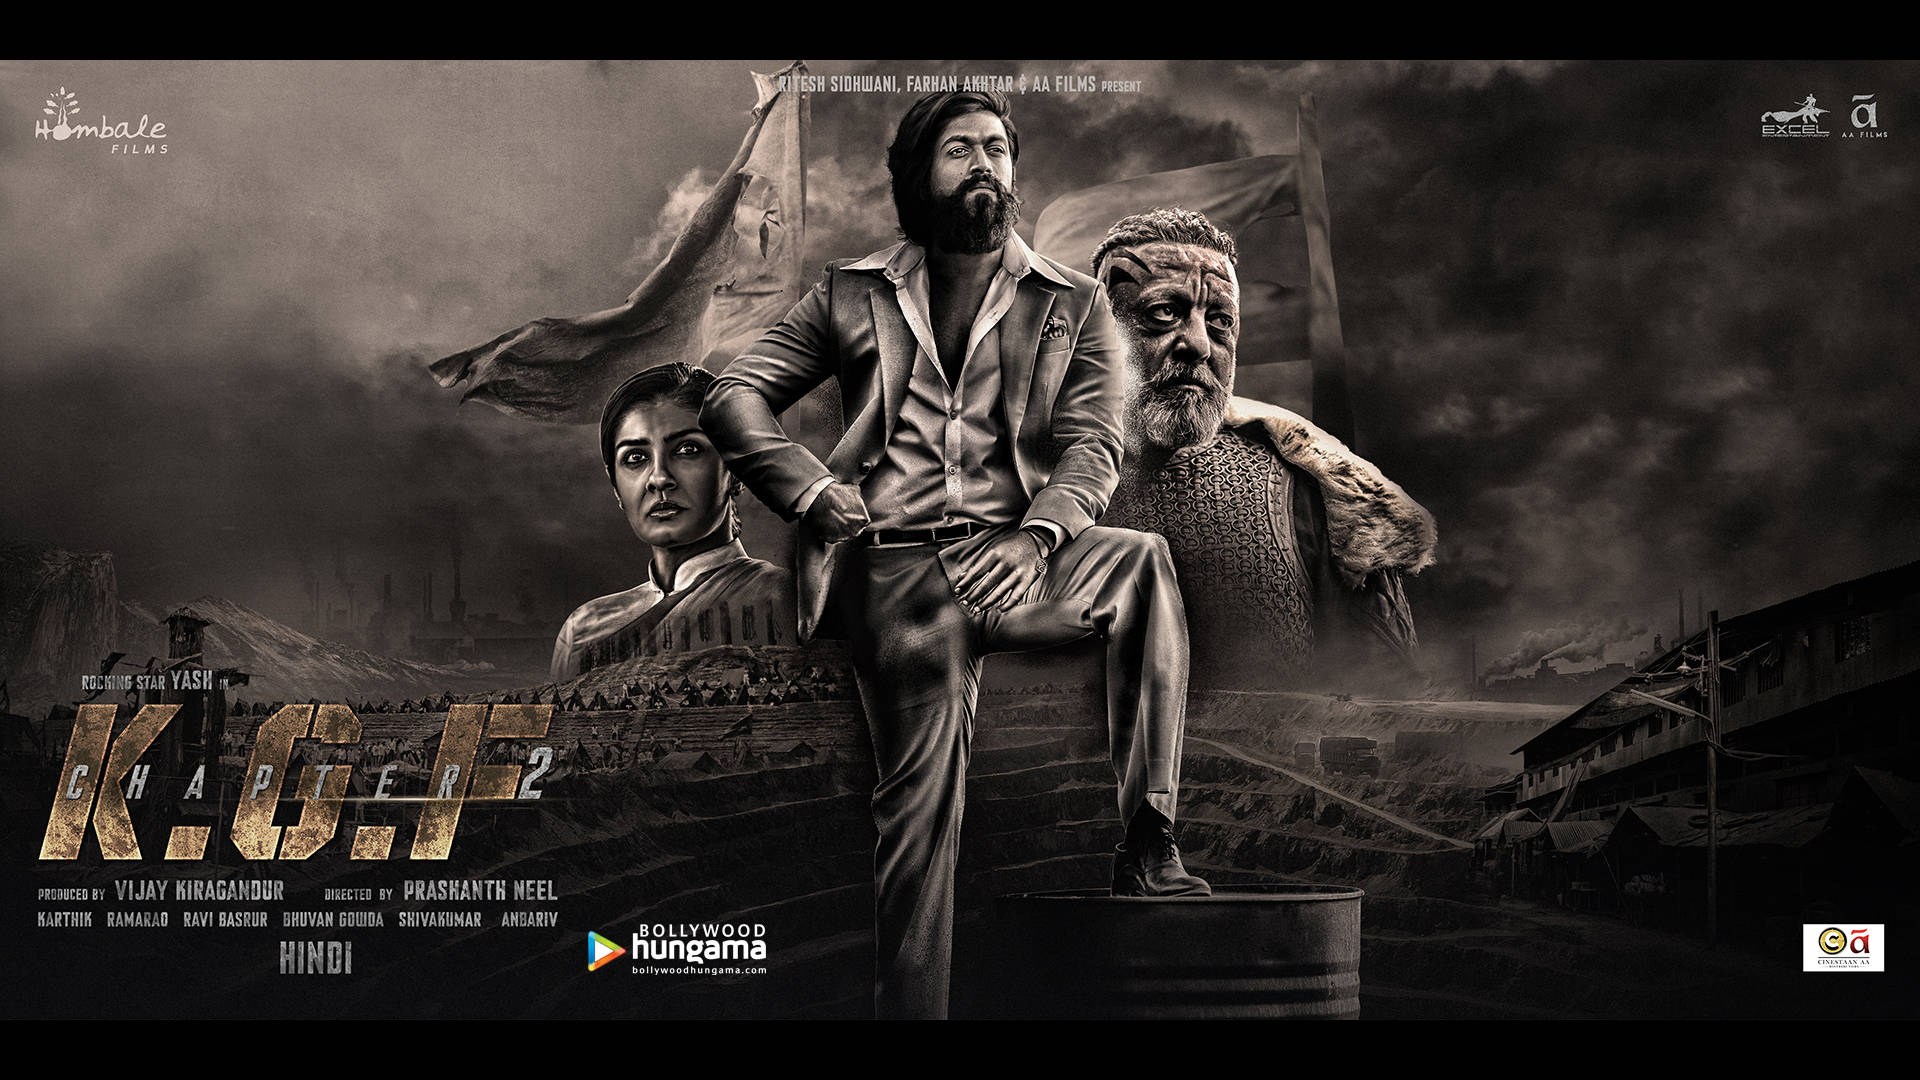 RITESH SIDHWANI, FARHAN AKHTAR & AA FILMS PRESENT
Hombale
FILMS
EXCEL
ENTERTAINMENT
ā
AA FILMS
ROCKING STAR YASH IN
K.G.F
CHAPTER 2
PRODUCED BY VIJAY KIRAGANDUR DIRECTED BY PRASHANTH NEEL
KARTHIK RAMARAO RAVI BASRUR BHUVAN GOWDA SHIVAKUMAR ANBARIV
HINDI
BOLLYWOOD
hungama
bollywoodhungama.com
ā
CINESTAAN AA